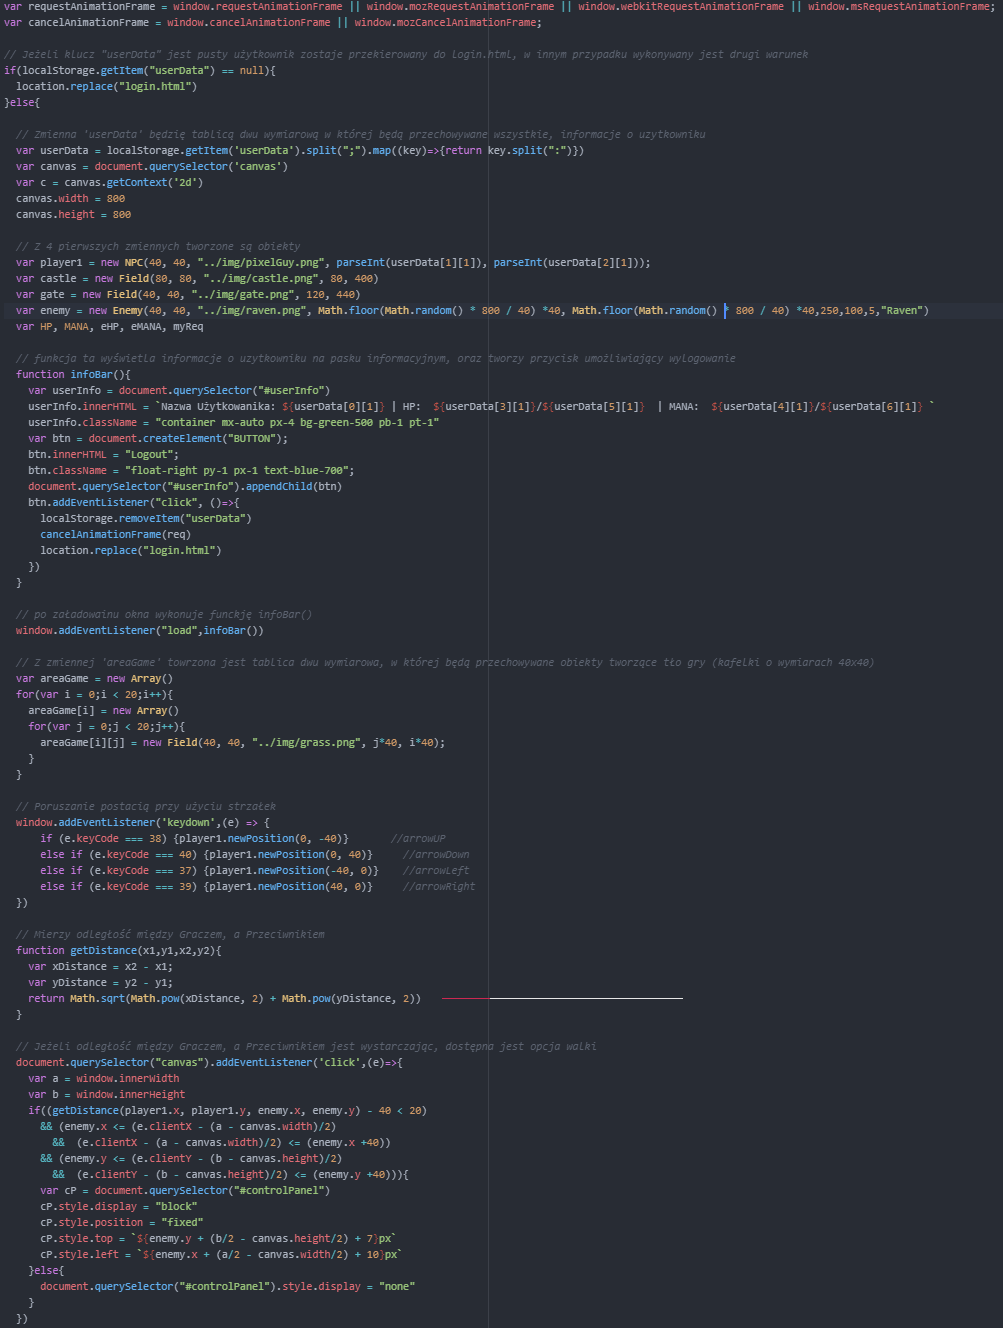 var requestAnimationFrame = window.requestAnimationFrame || window.mozRequestAnimationFrame || window.webkitRequestAnimationFrame || window.msRequestAnimationFrame;
var cancelAnimationFrame = window.cancelAnimationFrame || window.mozCancelAnimationFrame;

// Jeżeli klucz "userData" jest pusty użytkownik zostaje przekierowany do login.html, w innym przypadku wykonywany jest drugi warunek
if(localStorage.getItem("userData") == null){
  location.replace("login.html")
}else{

  // Zmienna 'userData' będzię tablicą dwu wymiarową w której będą przechowywane wszystkie, informacje o uzytkowniku
  var userData = localStorage.getItem('userData').split(";").map((key)=>{return key.split(":")})
  var canvas = document.querySelector('canvas')
  var c = canvas.getContext('2d')
  canvas.width = 800
  canvas.height = 800

  // Z 4 pierwszych zmiennych tworzone są obiekty
  var player1 = new NPC(40, 40, "../img/pixelGuy.png", parseInt(userData[1][1]), parseInt(userData[2][1]));
  var castle = new Field(80, 80, "../img/castle.png", 80, 400)
  var gate = new Field(40, 40, "../img/gate.png", 120, 440)
  var enemy = new Enemy(40, 40, "../img/raven.png", Math.floor(Math.random() * 800 / 40) *40, Math.floor(Math.random() * 800 / 40) *40,250,100,5,"Raven")
  var HP, MANA, eHP, eMANA, myReq

  // funkcja ta wyświetla informacje o uzytkowniku na pasku informacyjnym, oraz tworzy przycisk umożliwiający wylogowanie
  function infoBar(){
    var userInfo = document.querySelector("#userInfo")
    userInfo.innerHTML = `Nazwa Użytkowanika: ${userData[0][1]} | HP:  ${userData[3][1]}/${userData[5][1]}  | MANA:  ${userData[4][1]}/${userData[6][1]} `
    userInfo.className = "container mx-auto px-4 bg-green-500 pb-1 pt-1"
    var btn = document.createElement("BUTTON");
    btn.innerHTML = "Logout";
    btn.className = "float-right py-1 px-1 text-blue-700";
    document.querySelector("#userInfo").appendChild(btn)
    btn.addEventListener("click", ()=>{
      localStorage.removeItem("userData")
      cancelAnimationFrame(req)
      location.replace("login.html")
    })
  }

  // po załadowainu okna wykonuje funckję infoBar()
  window.addEventListener("load",infoBar())

  // Z zmiennej 'areaGame' towrzona jest tablica dwu wymiarowa, w której będą przechowywane obiekty tworzące tło gry (kafelki o wymiarach 40x40)
  var areaGame = new Array()
  for(var i = 0;i < 20;i++){
    areaGame[i] = new Array()
    for(var j = 0;j < 20;j++){
      areaGame[i][j] = new Field(40, 40, "../img/grass.png", j*40, i*40);
    }
  }

  // Poruszanie postacią przy użyciu strzałek
  window.addEventListener('keydown',(e) => {
      if (e.keyCode === 38) {player1.newPosition(0, -40)}       //arrowUP
      else if (e.keyCode === 40) {player1.newPosition(0, 40)}     //arrowDown
      else if (e.keyCode === 37) {player1.newPosition(-40, 0)}    //arrowLeft
      else if (e.keyCode === 39) {player1.newPosition(40, 0)}     //arrowRight
  })

  // Mierzy odległość między Graczem, a Przeciwnikiem
  function getDistance(x1,y1,x2,y2){
    var xDistance = x2 - x1;
    var yDistance = y2 - y1;
    return Math.sqrt(Math.pow(xDistance, 2) + Math.pow(yDistance, 2))
  }

  // Jeżeli odległość między Graczem, a Przeciwnikiem jest wystarczając, dostępna jest opcja walki
  document.querySelector("canvas").addEventListener('click',(e)=>{
    var a = window.innerWidth
    var b = window.innerHeight
    if((getDistance(player1.x, player1.y, enemy.x, enemy.y) - 40 < 20)
      && (enemy.x <= (e.clientX - (a - canvas.width)/2)
        &&  (e.clientX - (a - canvas.width)/2) <= (enemy.x +40))
      && (enemy.y <= (e.clientY - (b - canvas.height)/2)
        &&  (e.clientY - (b - canvas.height)/2) <= (enemy.y +40))){
      var cP = document.querySelector("#controlPanel")
      cP.style.display = "block"
      cP.style.position = "fixed"
      cP.style.top = `${enemy.y + (b/2 - canvas.height/2) + 7}px`
      cP.style.left = `${enemy.x + (a/2 - canvas.width/2) + 10}px`
    }else{
      document.querySelector("#controlPanel").style.display = "none"
    }
  })